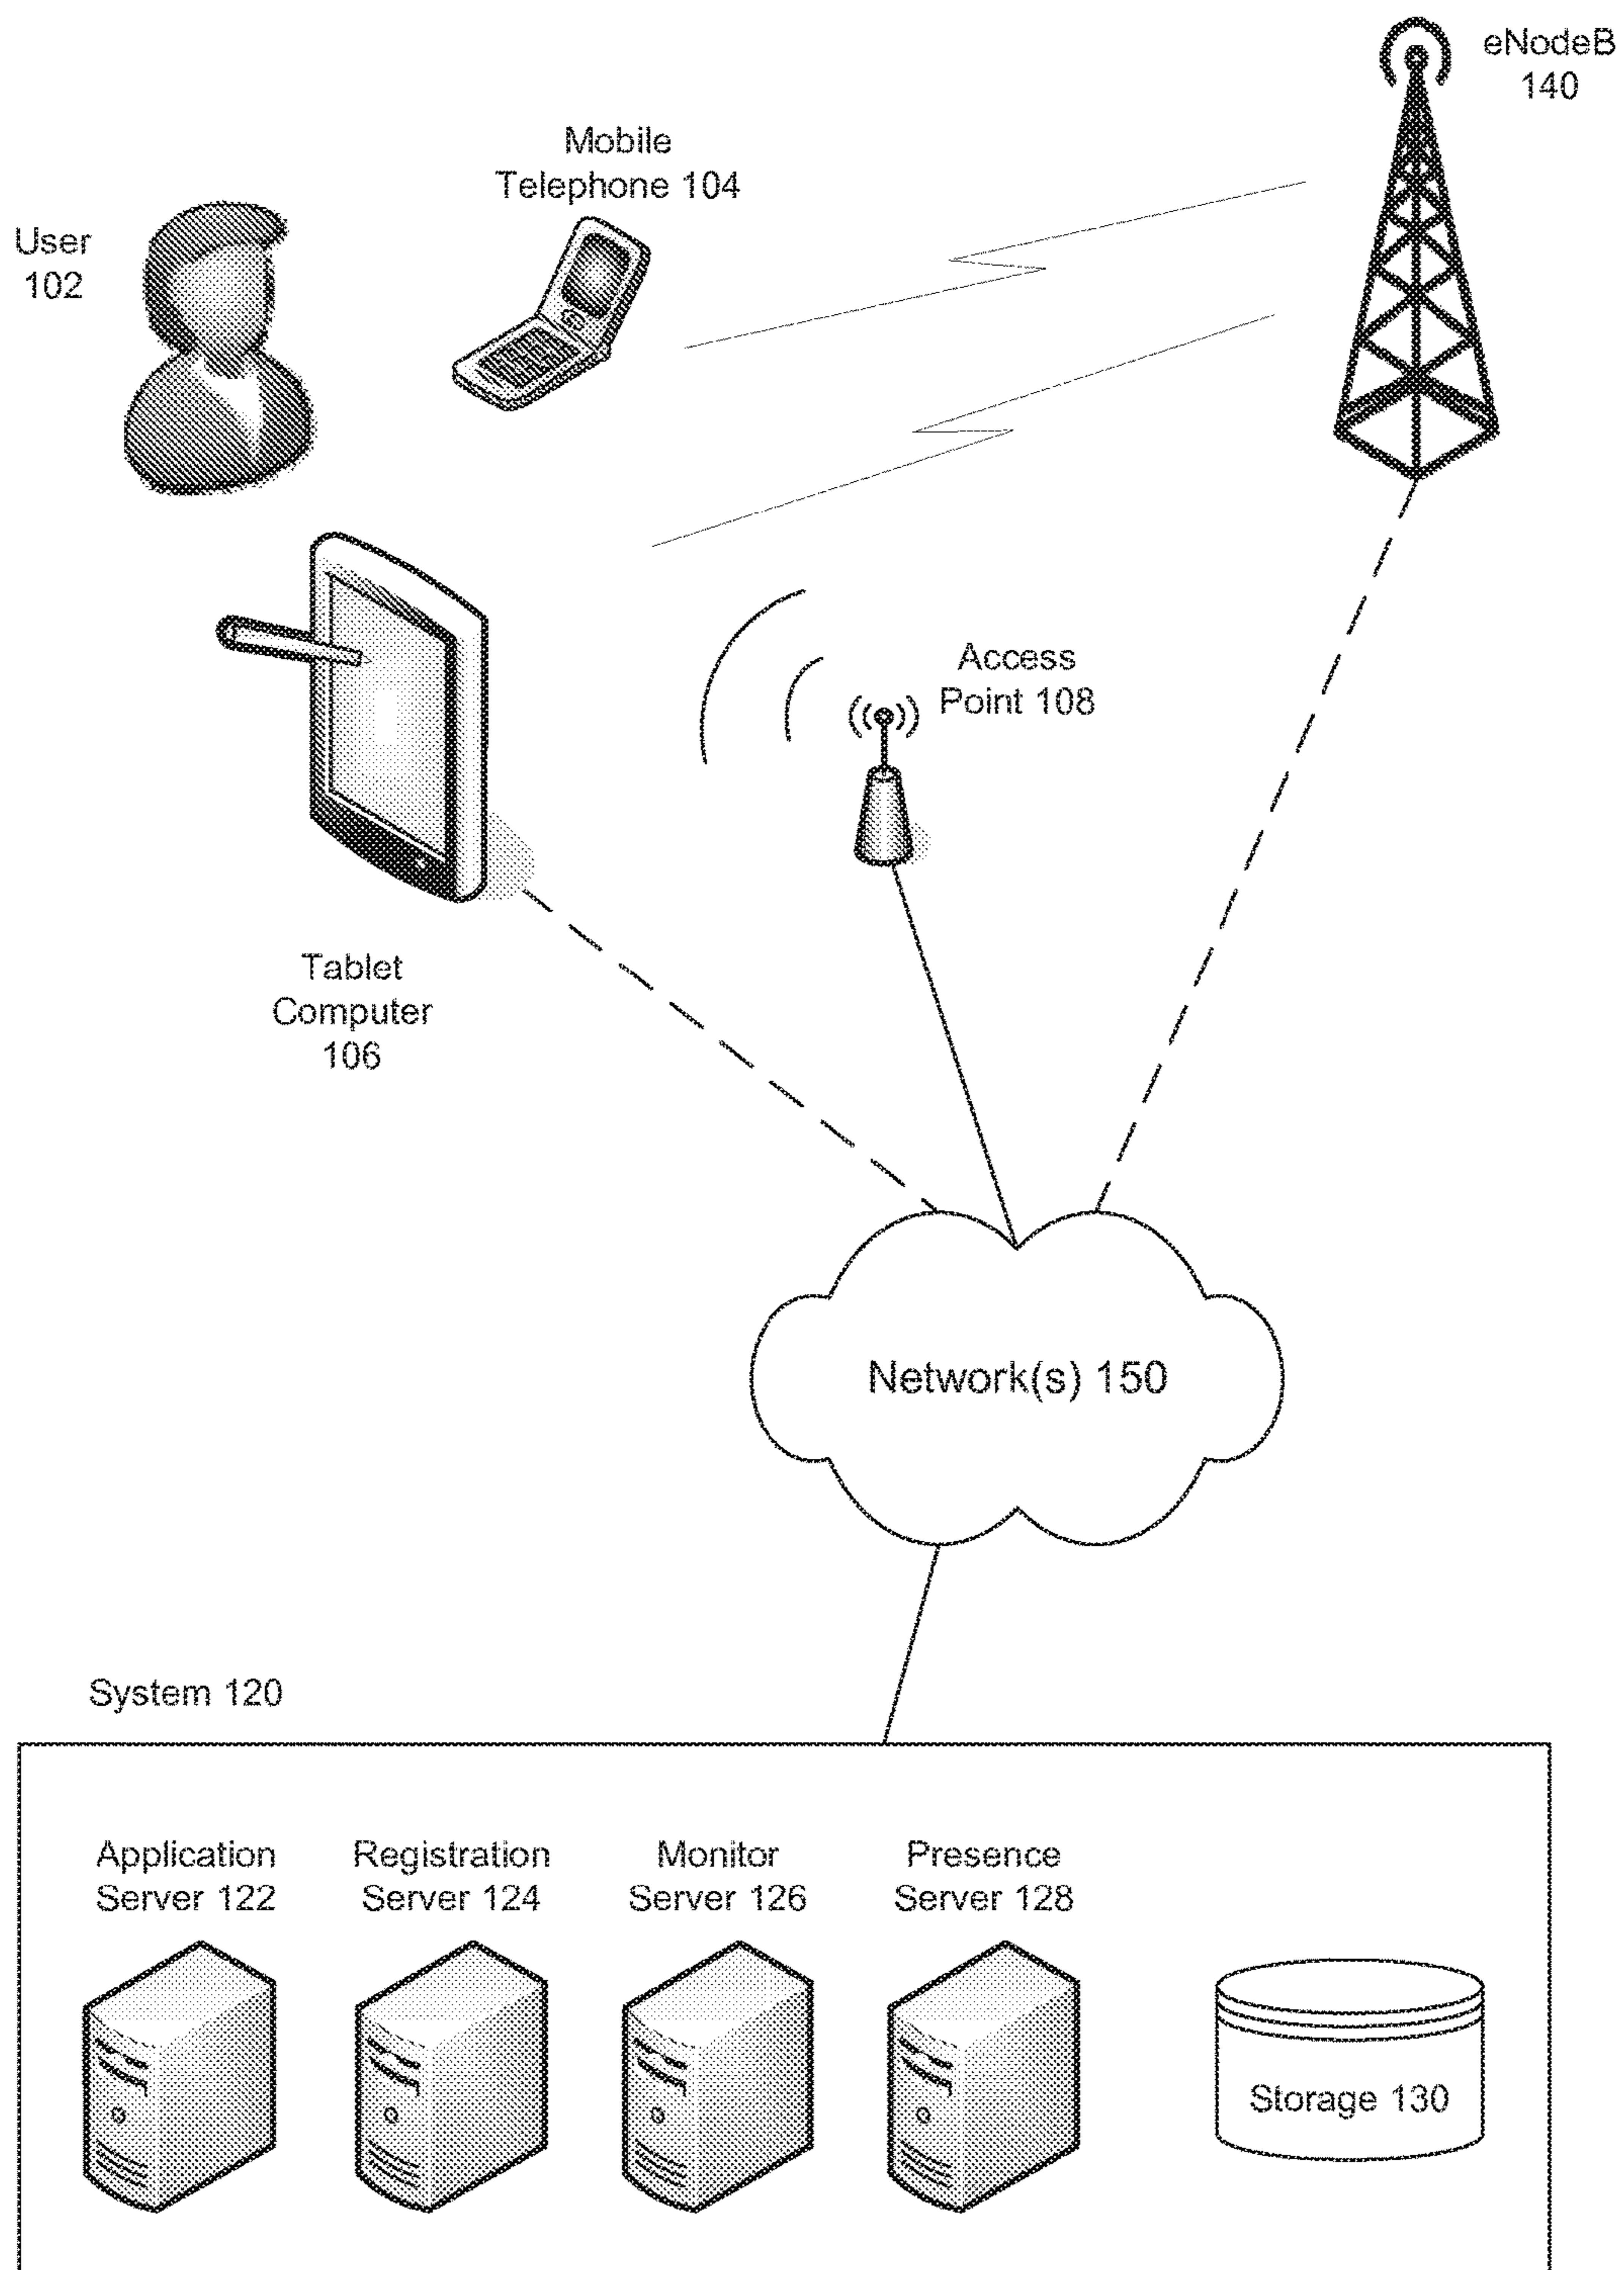 eNodeB
140
Mobile
Telephone 104
User
102
Access
Point 108
Tablet
Computer
106
Network(s) 150
System 120
Application
Server 122
Registration
Server 124
Monitor
Server 126
Presence
Server 128
Storage 130